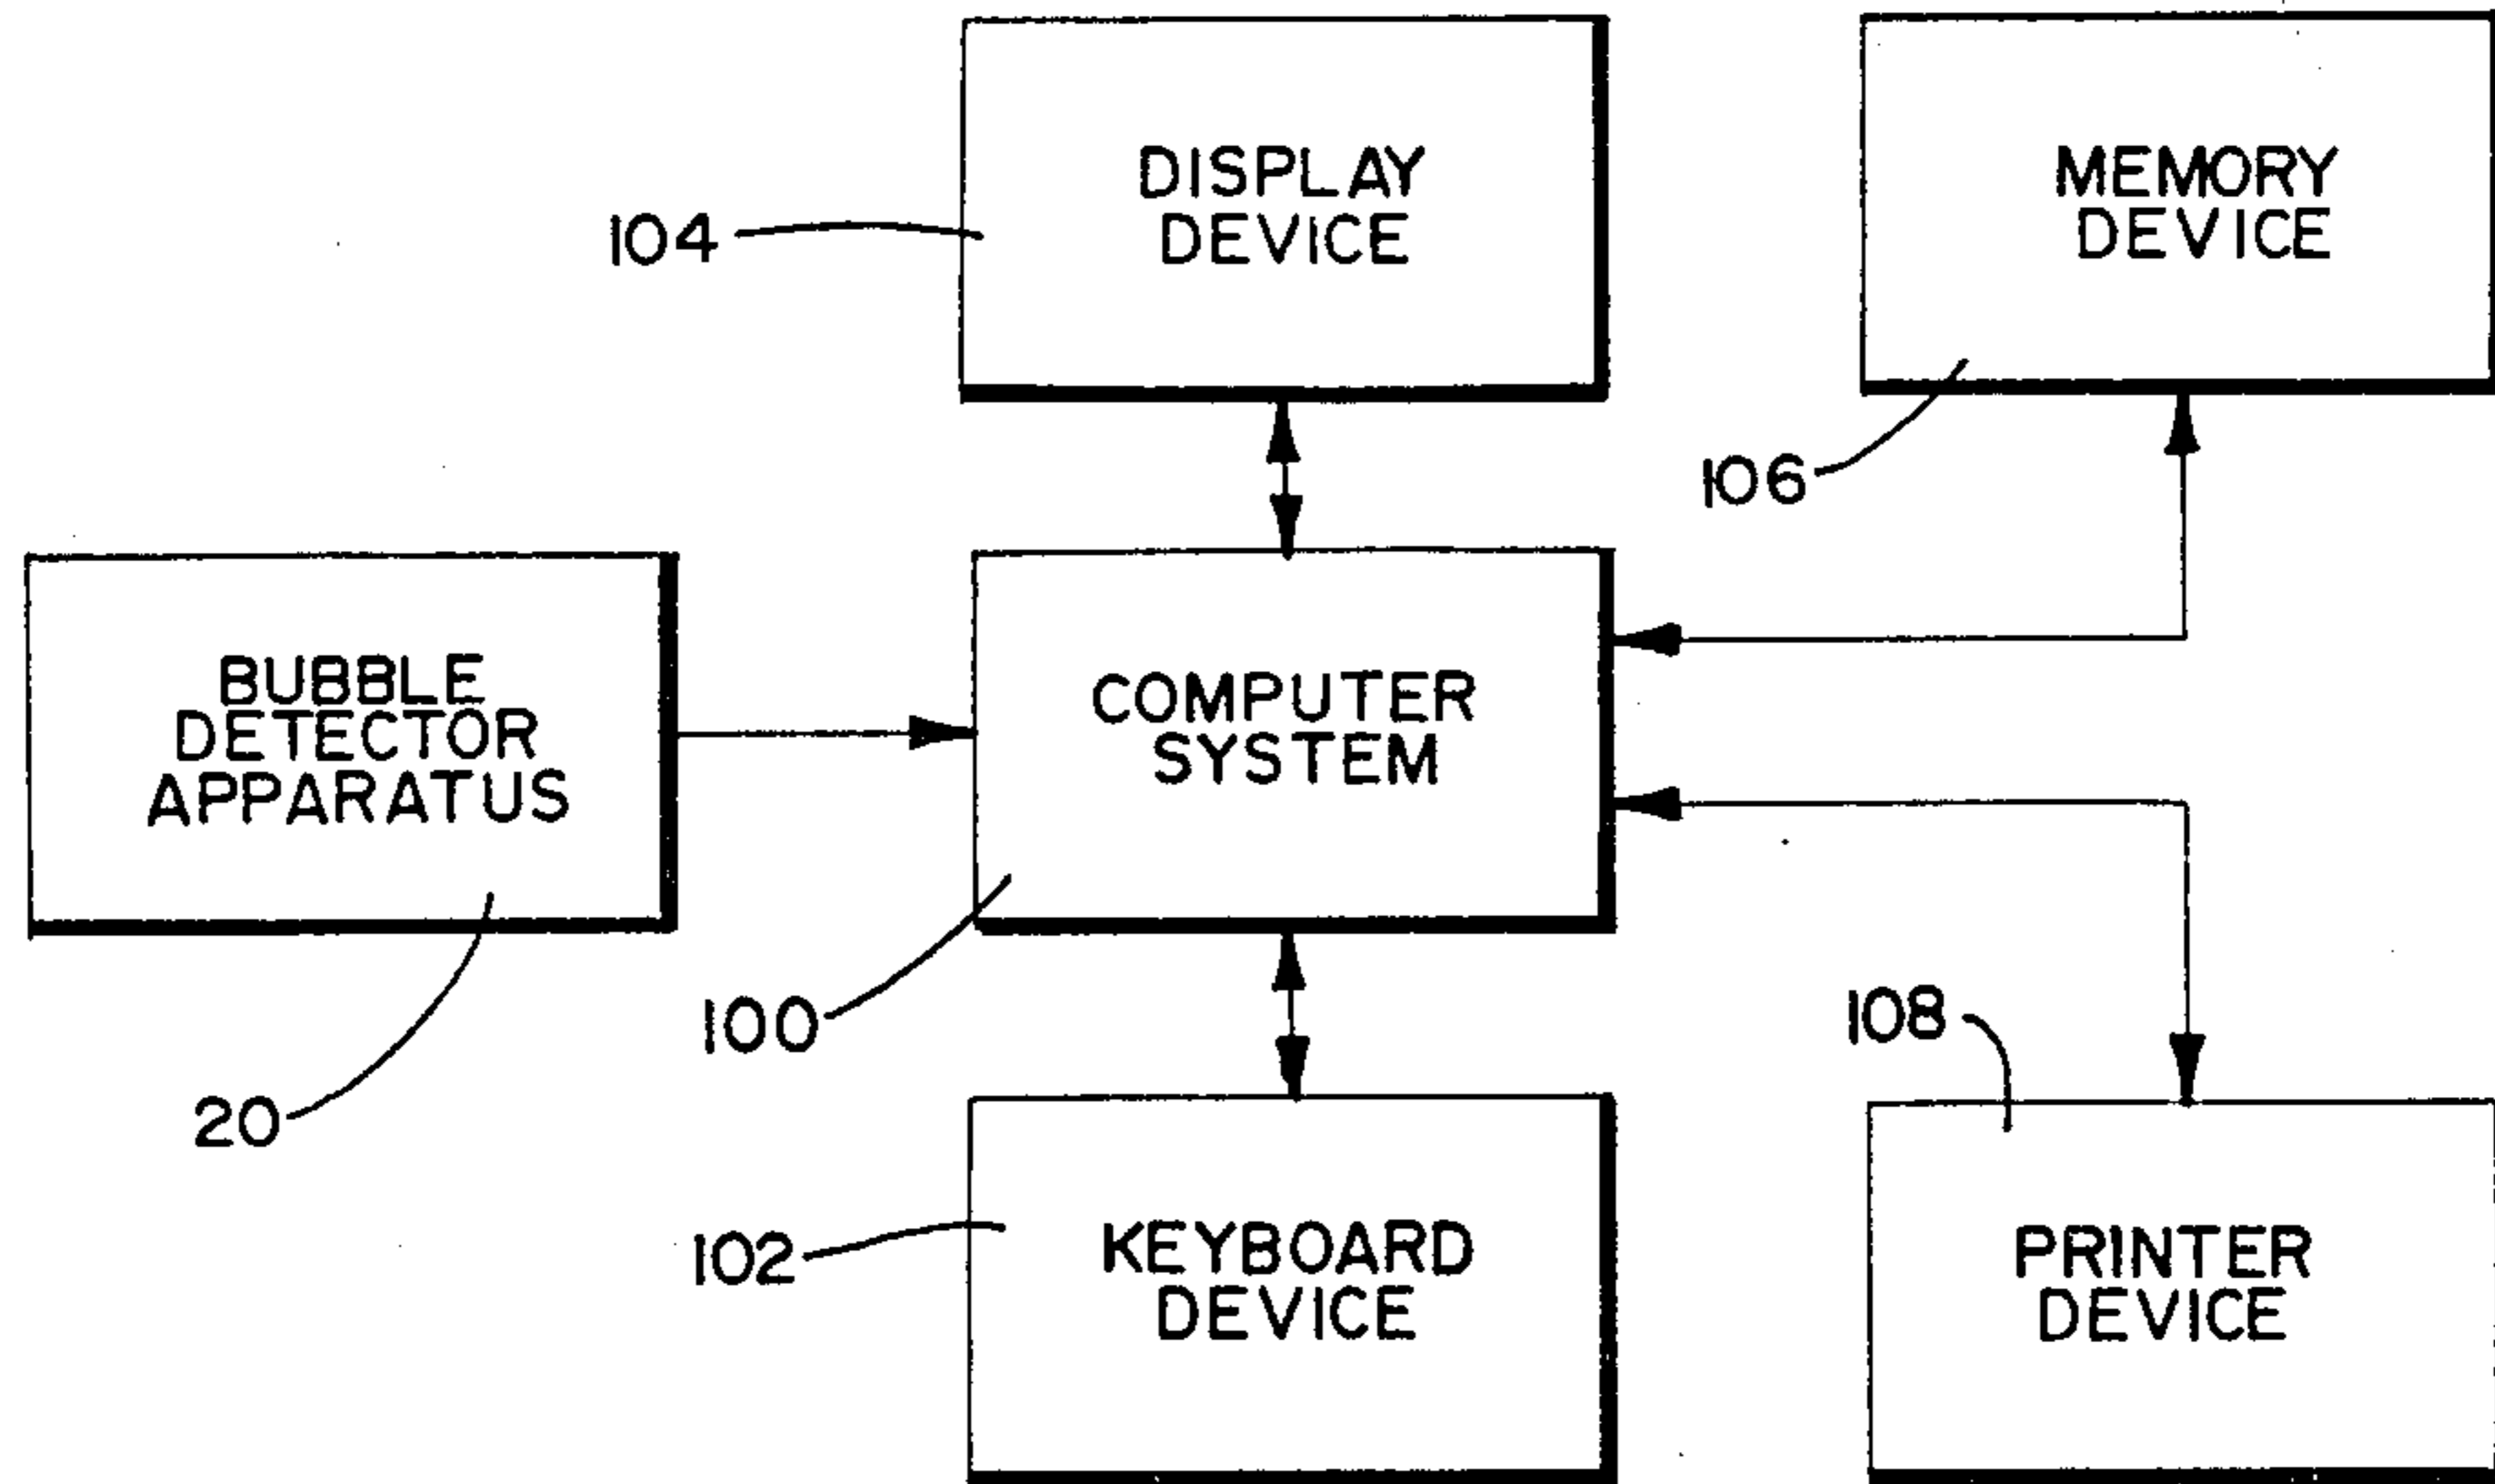 DISPLAY
DEVICE
104
MEMORY
DEVICE
106
BUBBLE
DETECTOR
APPARATUS
20
COMPUTER
SYSTEM
100
KEYBOARD
DEVICE
102
108
PRINTER
DEVICE